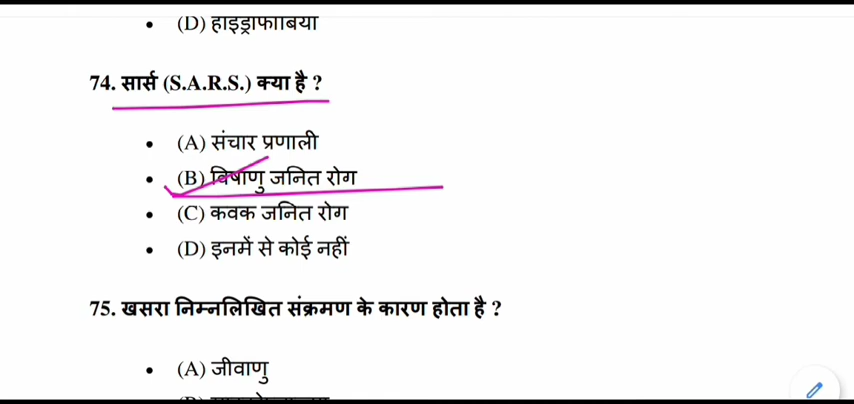 (D) हाइड्रोफोबिया
74. सार्स (S.A.R.S.) क्या है ?
(A) संचार प्रणाली
(B) विषाणु जनित रोग
(C) कवक जनित रोग
(D) इनमें से कोई नहीं
75. खसरा निम्नलिखित संक्रमण के कारण होता है ?
(A) जीवाणु